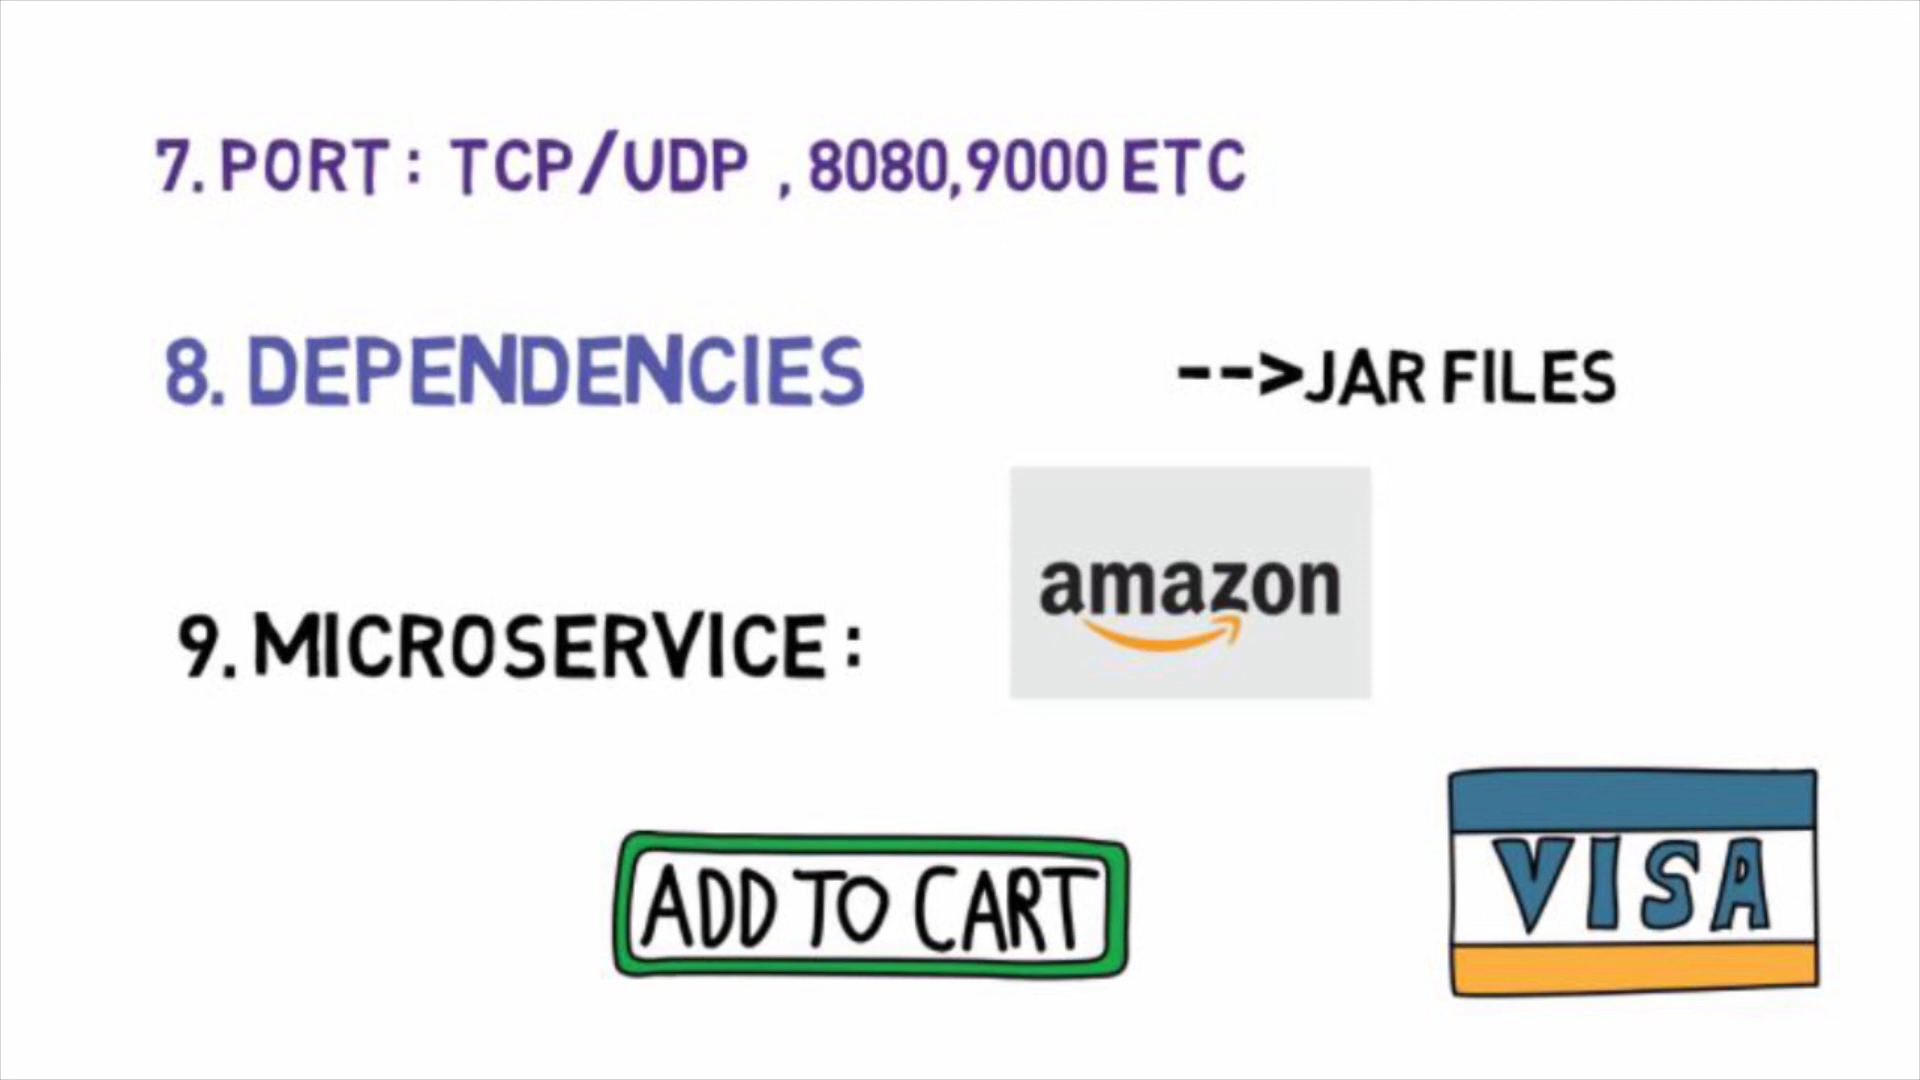 7. PORT : TCP/UDP , 8080,9000 ETC
8. DEPENDENCIES -->JAR FILES
9. MICROSERVICE :
amazon
ADD TO CART
VISA